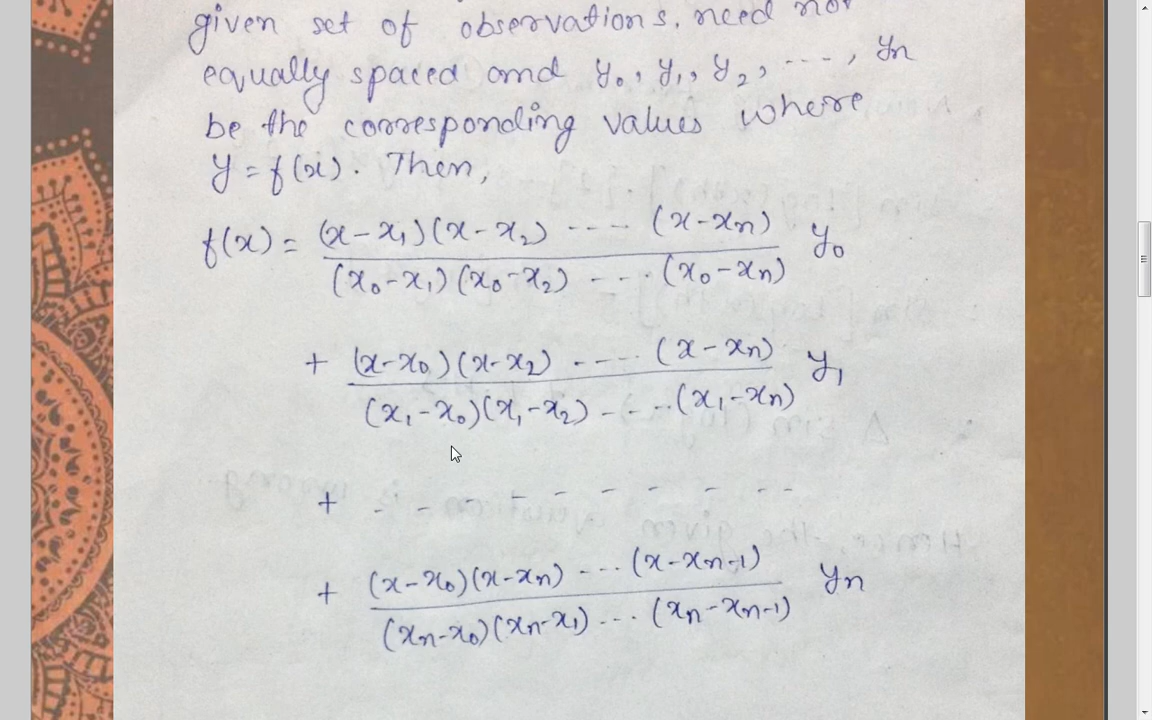 given set of observations, need not
equally spaced and y₀, y₁, y₂, ----, yn
be the corresponding values where
y = f(x). Then,
f(x) = (x-x₁)(x-x₂) ---- (x-xn) / (x₀-x₁)(x₀-x₂) --- (x₀-xn) y₀
+ (x-x₀)(x-x₂) ---- (x-xn) / (x₁-x₀)(x₁-x₂) ---- (x₁-xn) y₁
+ - - - - - - - - - -
+ (x-x₀)(x-xn) --- (x-xn-1) / (xn-x₀)(xn-x₁) --- (xn-xn-1) yn